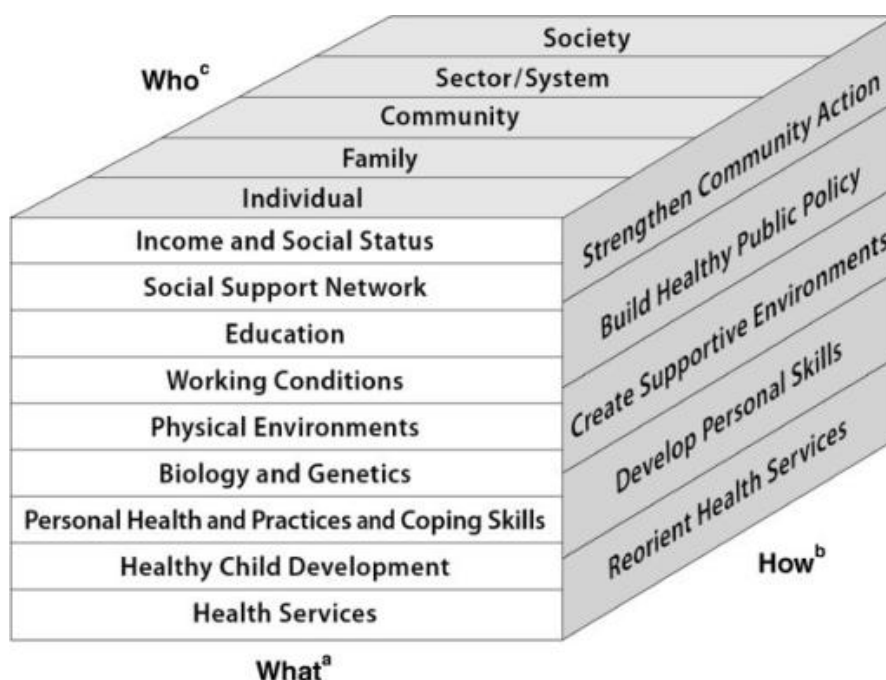 Who^c
Society
Sector/System
Community
Family
Individual
Income and Social Status
Social Support Network
Education
Working Conditions
Physical Environments
Biology and Genetics
Personal Health and Practices and Coping Skills
Healthy Child Development
Health Services
What^a
Strengthen Community Action
Build Healthy Public Policy
Create Supportive Environments
Develop Personal Skills
Reorient Health Services
How^b